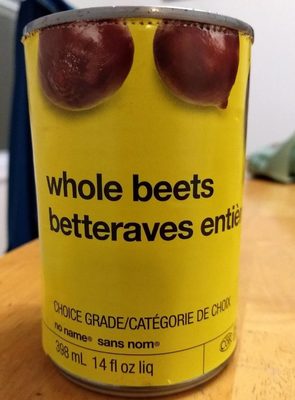 whole beets
betteraves entiè
CHOICE GRADE/CATÉGORIE DE CHOIX
no name® sans nom®
398 mL 14 fl oz liq